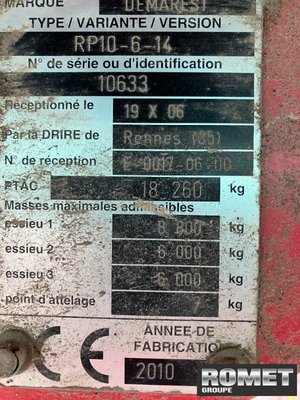 MARQUE DEMAREST
TYPE / VARIANTE / VERSION
RP10-6-14
N° de série ou d'identification
10633
Réceptionné le 19 X 06
Par la DRIRE de Rennes (35)
N° de réception E-0017-06-00
PTAC 18 260 kg
Masses maximales admissibles
essieu 1 8 000 kg
essieu 2 6 000 kg
essieu 3 6 000 kg
point d'attelage / kg
CE ANNEE DE
FABRICATION
2010
ROMET
GROUPE